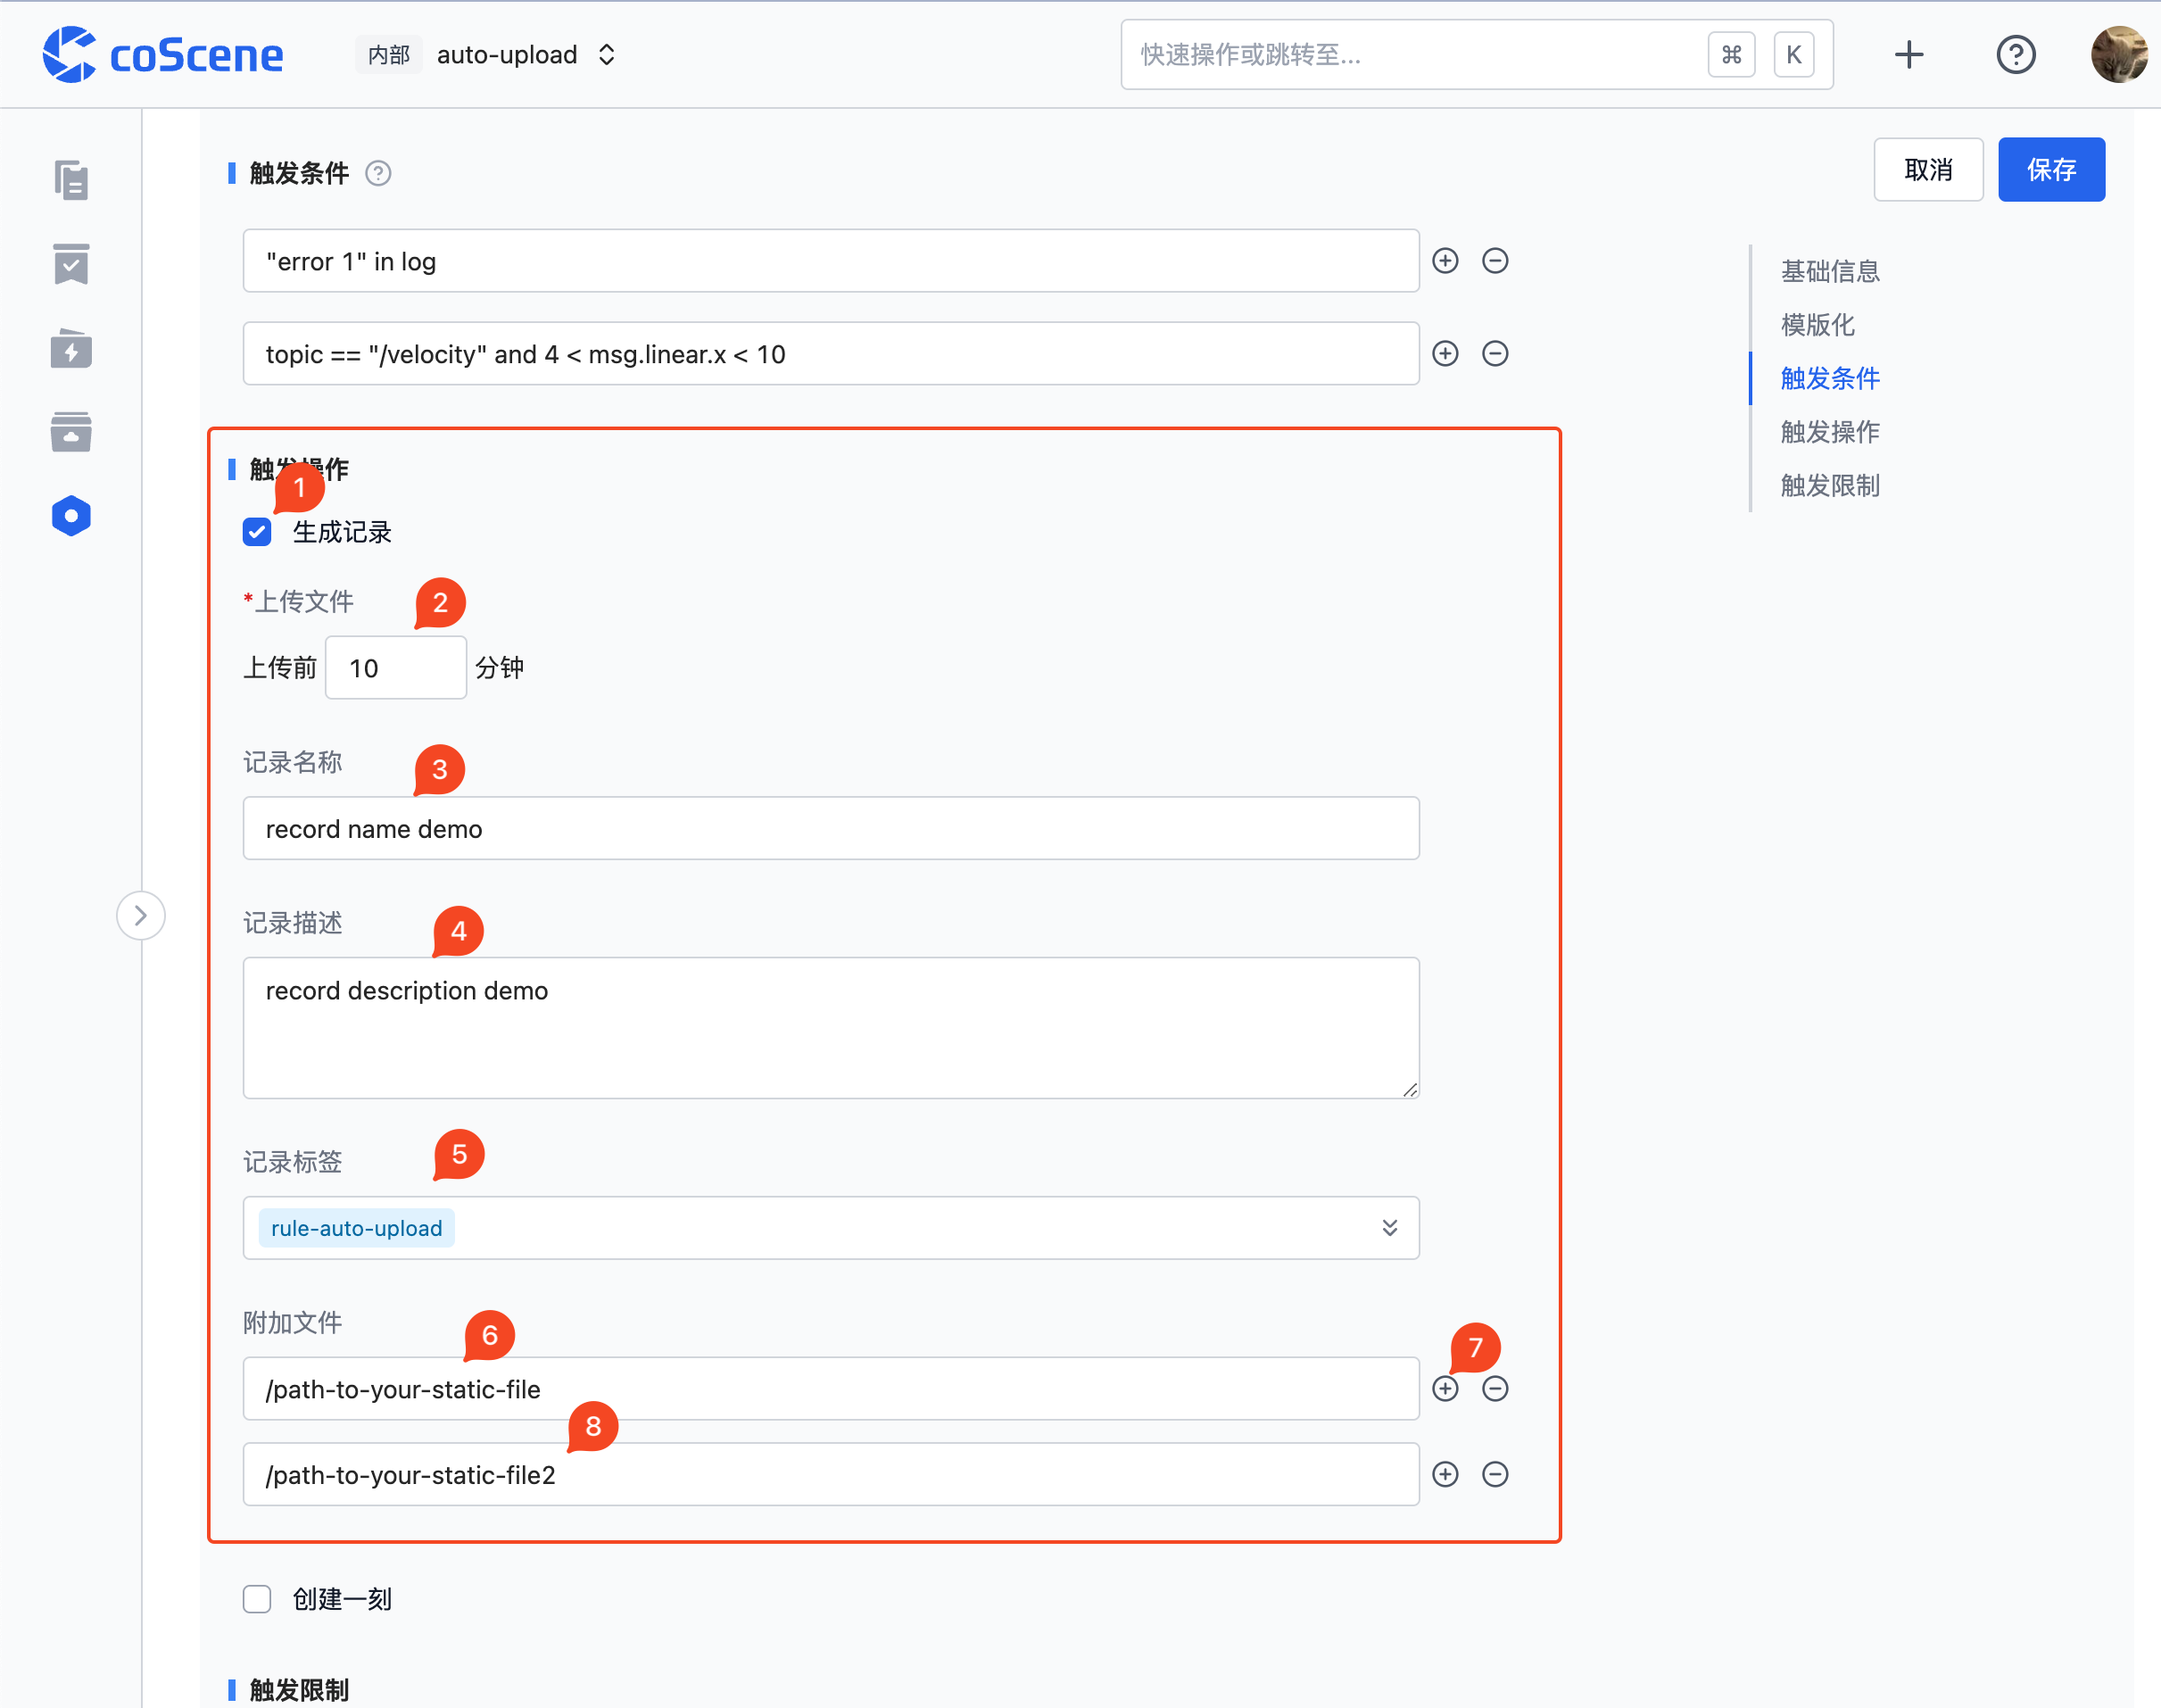 coScene 内部 auto-upload 快速操作或跳转至... ⌘ K
触发条件
取消 保存
"error 1" in log
topic == "/velocity" and 4 < msg.linear.x < 10
基础信息
模版化
触发条件
触发操作
触发限制
触发操作
1
生成记录
*上传文件
2
上传前 10 分钟
记录名称
3
record name demo
记录描述
4
record description demo
记录标签
5
rule-auto-upload
附加文件
6
7
/path-to-your-static-file
8
/path-to-your-static-file2
创建一刻
触发限制